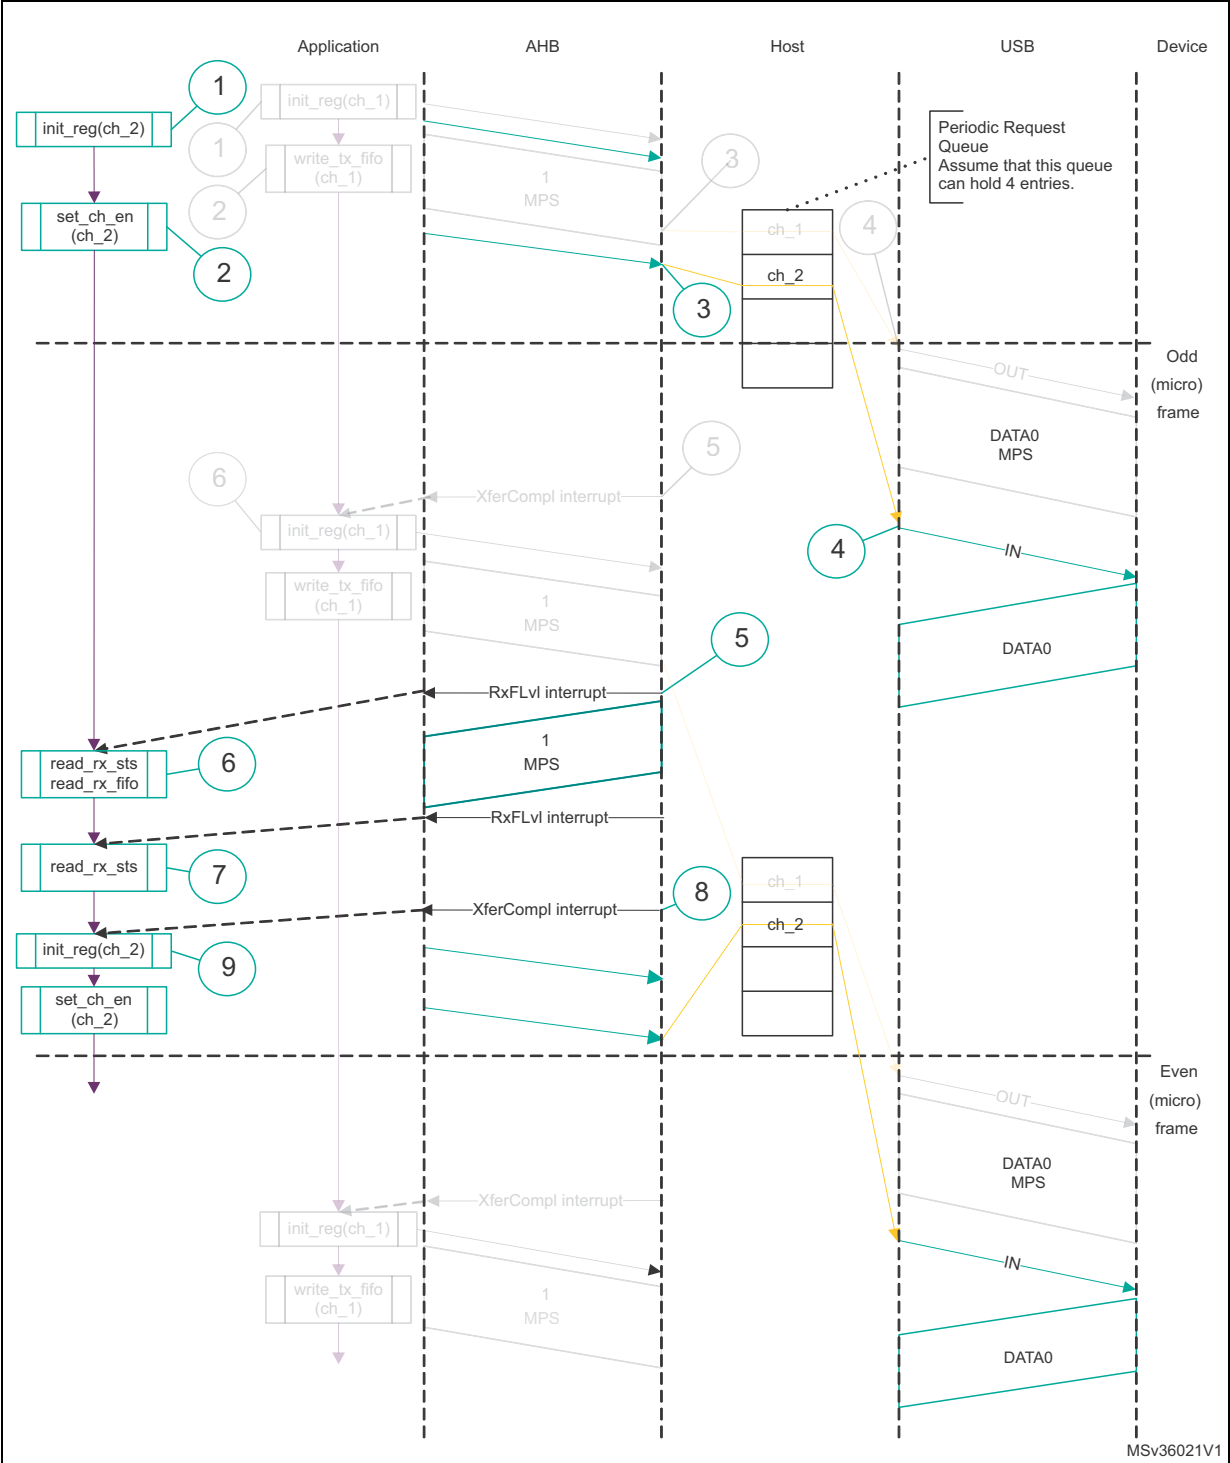 Application
AHB
Host
USB
Device
1
init_reg(ch_1)
init_reg(ch_2)
1
write_tx_fifo
(ch_1)
1
MPS
3
Periodic Request
Queue
Assume that this queue
can hold 4 entries.
2
set_ch_en
(ch_2)
2
ch_1
4
ch_2
3
Odd
(micro)
frame
OUT
DATA0
MPS
5
6
XferCompl interrupt
init_reg(ch_1)
4
IN
write_tx_fifo
(ch_1)
1
MPS
5
DATA0
RxFLvl interrupt
1
MPS
read_rx_sts
read_rx_fifo
6
RxFLvl interrupt
read_rx_sts
7
ch_1
8
XferCompl interrupt
ch_2
init_reg(ch_2)
9
set_ch_en
(ch_2)
Even
(micro)
frame
OUT
DATA0
MPS
XferCompl interrupt
init_reg(ch_1)
IN
write_tx_fifo
(ch_1)
1
MPS
DATA0
MSv36021V1